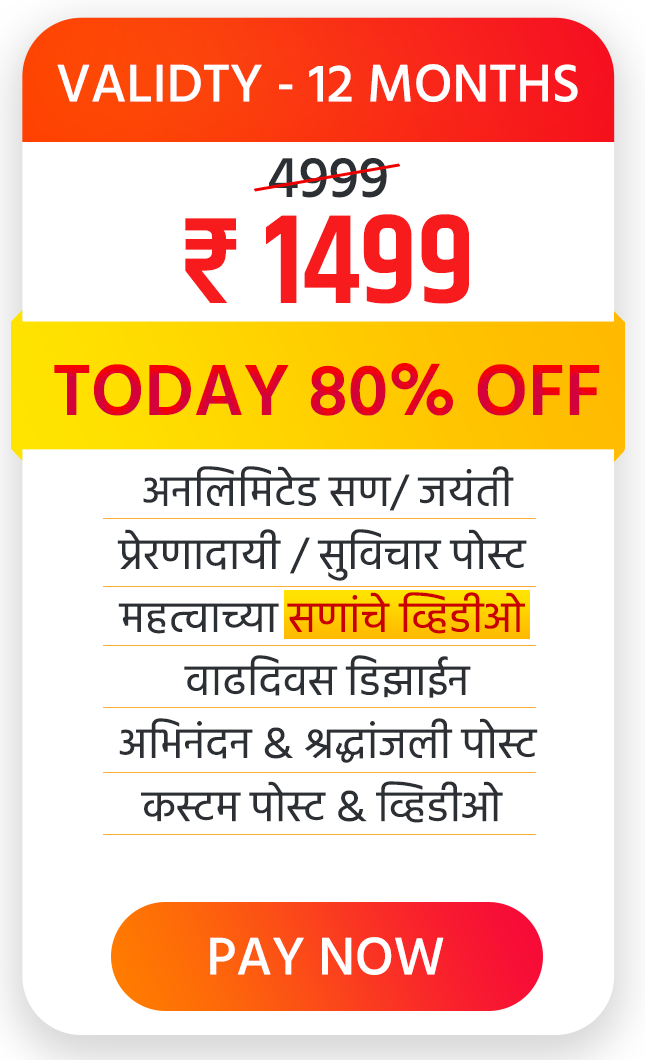 VALIDTY - 12 MONTHS
4999
₹ 1499
TODAY 80% OFF
अनलिमिटेड सण/ जयंती
प्रेरणादायी / सुविचार पोस्ट
महत्वाच्या सणांचे व्हिडीओ
वाढदिवस डिझाईन
अभिनंदन & श्रद्धांजली पोस्ट
कस्टम पोस्ट & व्हिडीओ
PAY NOW